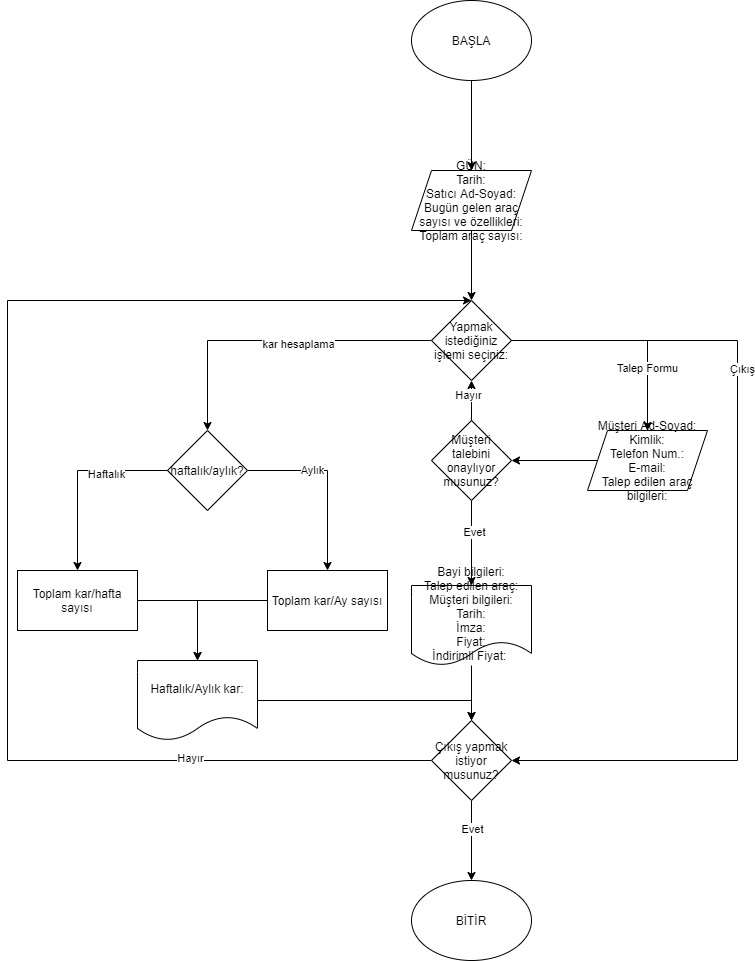 BAŞLA
GÜN:
Tarih:
Satıcı Ad-Soyad:
Bugün gelen araç
sayısı ve özellikleri:
Toplam araç sayısı:
Yapmak
istediğiniz
işlemi seçiniz:
kar hesaplama
Talep Formu
Çıkış
Hayır
Müşteri Ad-Soyad:
Kimlik:
Telefon Num.:
E-mail:
Talep edilen araç
bilgileri:
Müşteri
talebini
onaylıyor
musunuz?
haftalık/aylık?
Haftalık
Aylık
Evet
Toplam kar/hafta
sayısı
Toplam kar/Ay sayısı
Bayi bilgileri:
Talep edilen araç:
Müşteri bilgileri:
Tarih:
İmza:
Fiyat:
İndirimli Fiyat:
Haftalık/Aylık kar:
Çıkış yapmak
istiyor
musunuz?
Hayır
Evet
BİTİR